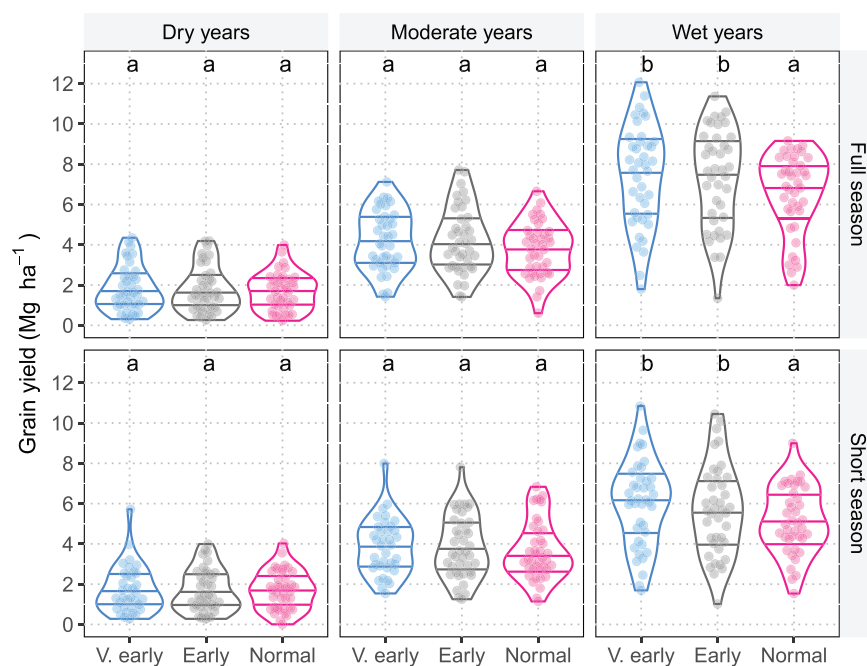 Dry years Moderate years Wet years
a a a a a a b b a
12
10
8
6
4
2
0
Full season
Grain yield (Mg ha⁻¹)
a a a a a a b b a
12
10
8
6
4
2
0
Short season
V. early Early Normal V. early Early Normal V. early Early Normal